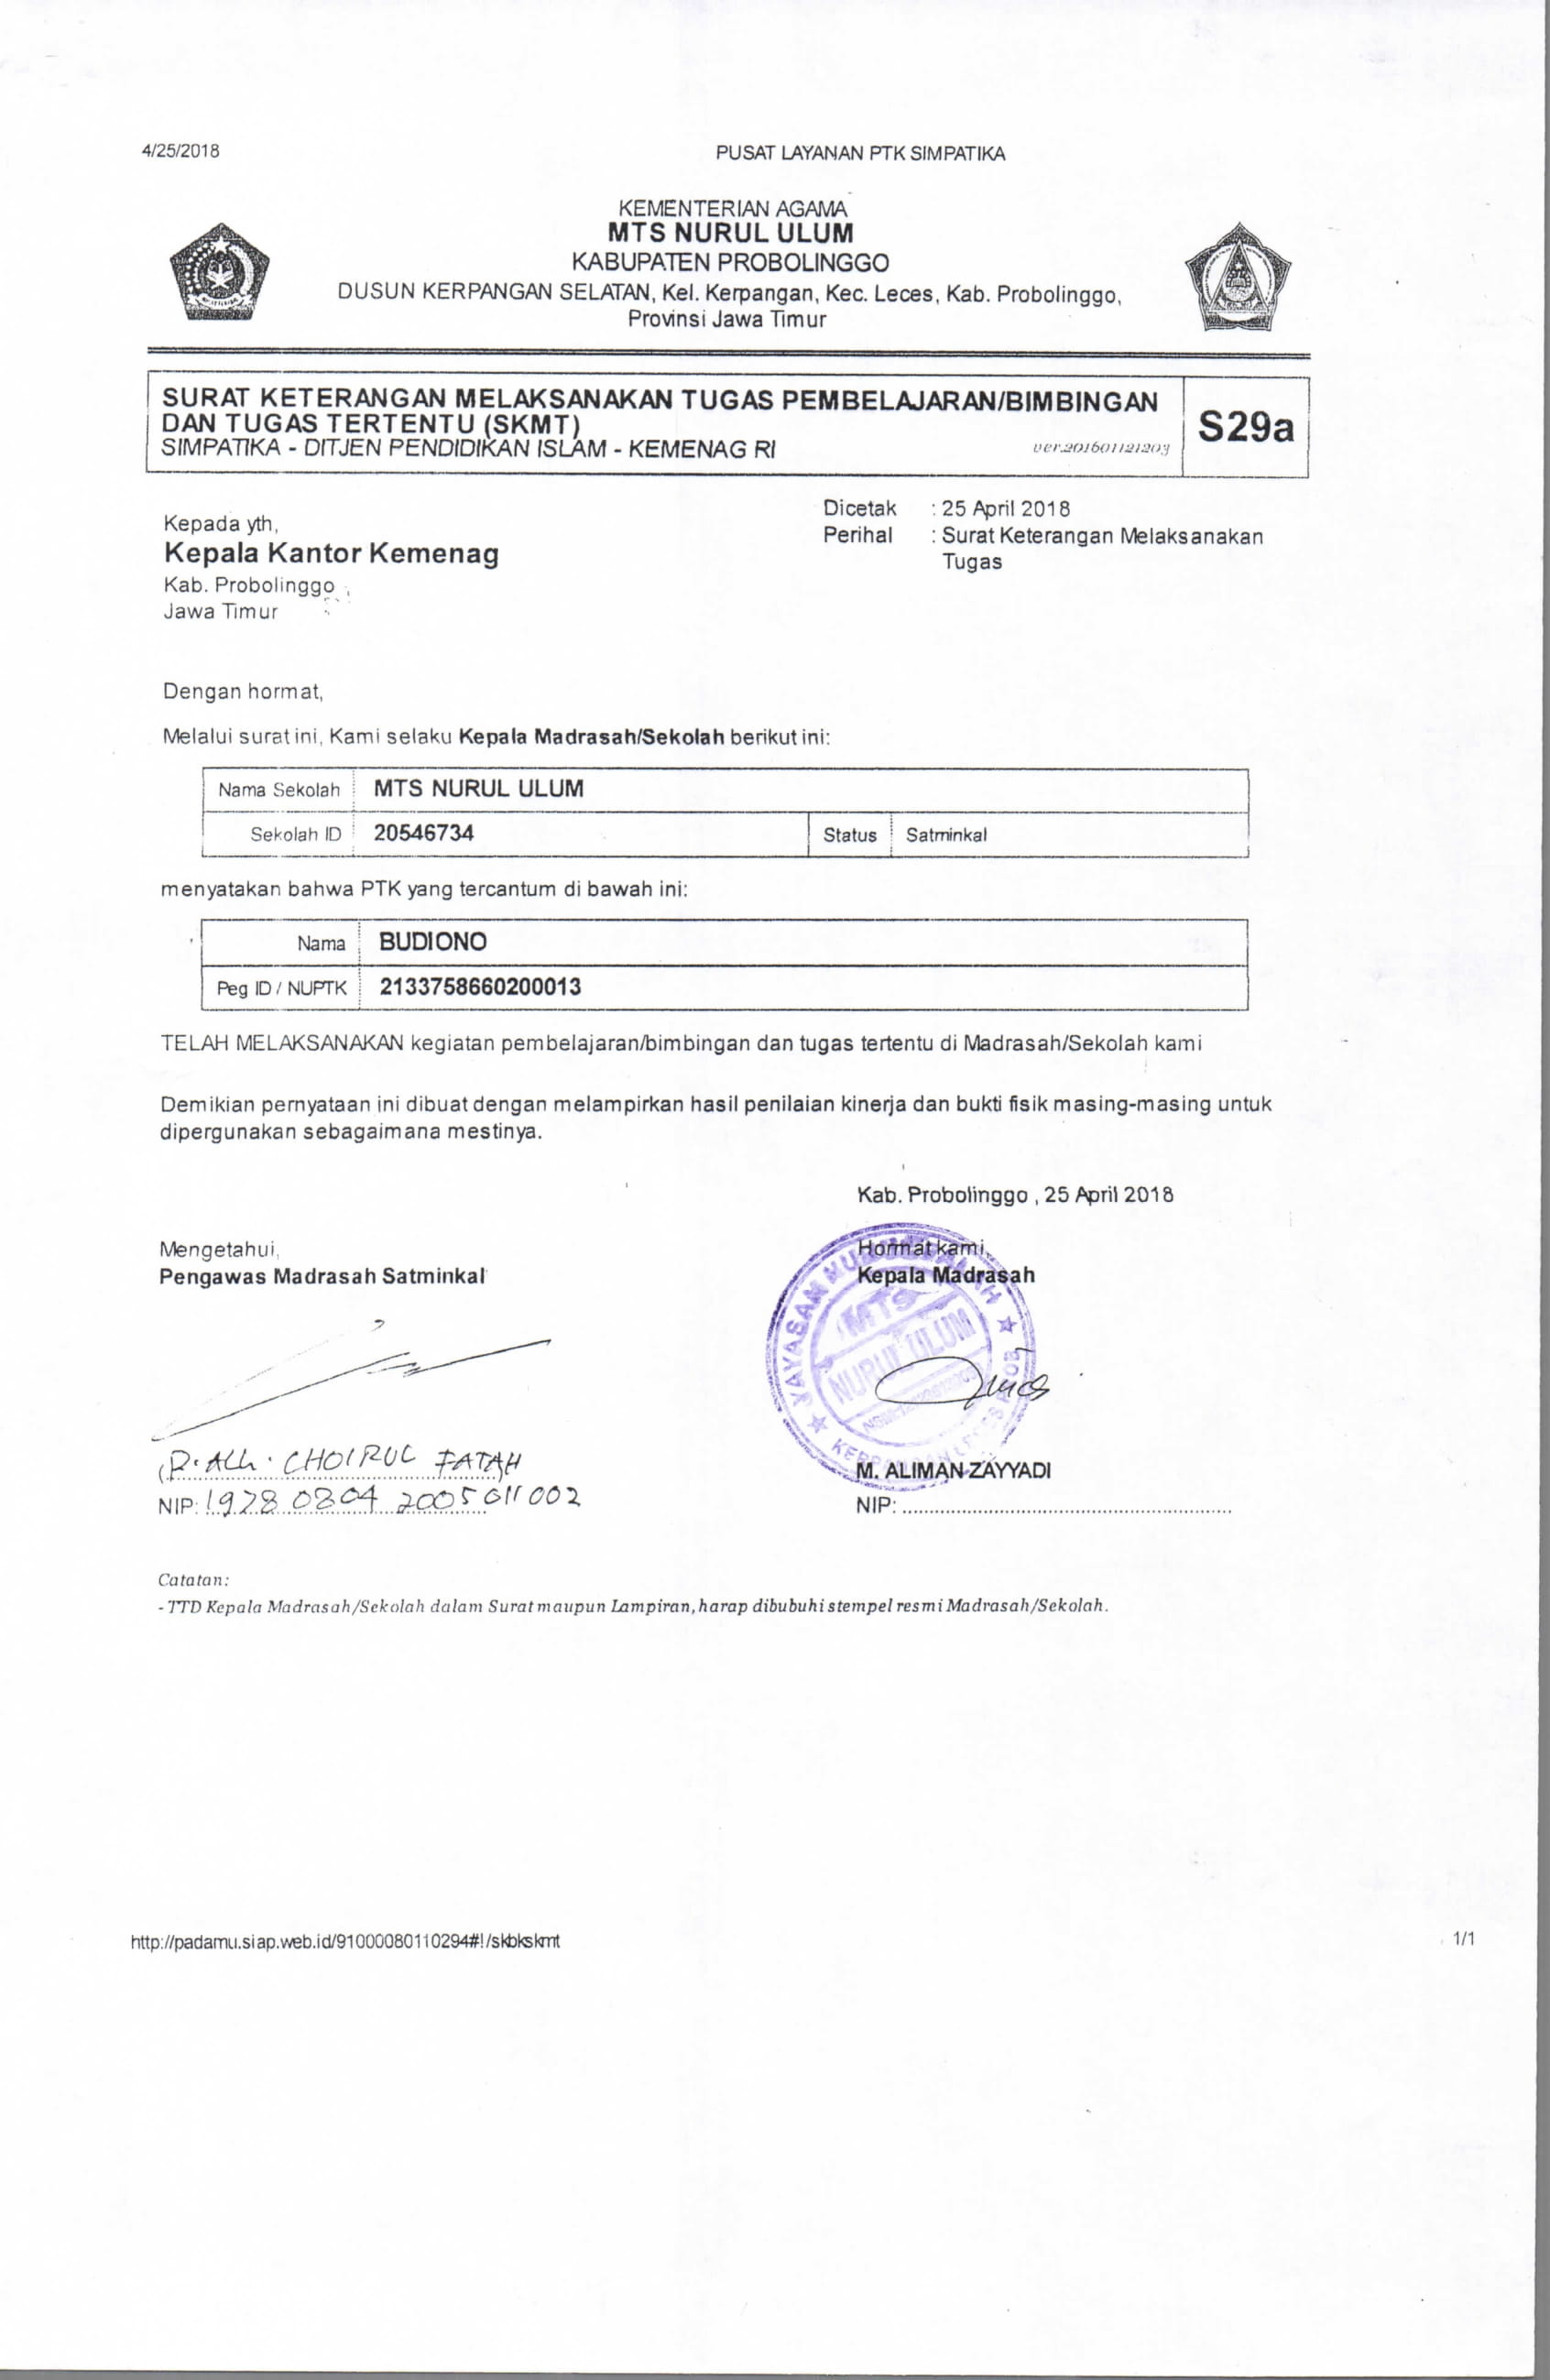 4/25/2018 PUSAT LAYANAN PTK SIMPATIKA
KEMENTERIAN AGAMA
MTS NURUL ULUM
KABUPATEN PROBOLINGGO
DUSUN KERPANGAN SELATAN, Kel. Kerpangan, Kec. Leces, Kab. Probolinggo,
Provinsi Jawa Timur
SURAT KETERANGAN MELAKSANAKAN TUGAS PEMBELAJARAN/BIMBINGAN
DAN TUGAS TERTENTU (SKMT)
SIMPATIKA - DITJEN PENDIDIKAN ISLAM - KEMENAG RI ver.201601121203
S29a
Dicetak : 25 April 2018
Perihal : Surat Keterangan Melaksanakan
Tugas
Kepada yth,
Kepala Kantor Kemenag
Kab. Probolinggo
Jawa Timur
Dengan hormat,
Melalui surat ini, Kami selaku Kepala Madrasah/Sekolah berikut ini:
Nama Sekolah MTS NURUL ULUM
Sekolah ID 20546734 Status Satminkal
menyatakan bahwa PTK yang tercantum di bawah ini:
Nama BUDIONO
Peg ID / NUPTK 2133758660200013
TELAH MELAKSANAKAN kegiatan pembelajaran/bimbingan dan tugas tertentu di Madrasah/Sekolah kami
Demikian pernyataan ini dibuat dengan melampirkan hasil penilaian kinerja dan bukti fisik masing-masing untuk
dipergunakan sebagaimana mestinya.
Kab. Probolinggo , 25 April 2018
Mengetahui,
Pengawas Madrasah Satminkal
Hormat kami,
Kepala Madrasah
YAYASAN
MTS
NURUL ULUM
KERPANGAN LECES PROB
CHOIRUL FATAH
NIP: 19780804 2005011002
M. ALIMAN ZAYYADI
NIP:
Catatan:
- TTD Kepala Madrasah/Sekolah dalam Surat maupun Lampiran, harap dibubuhi stempel resmi Madrasah/Sekolah.
http://padamu.siap.web.id/91000080110294#!/skbkskmt 1/1